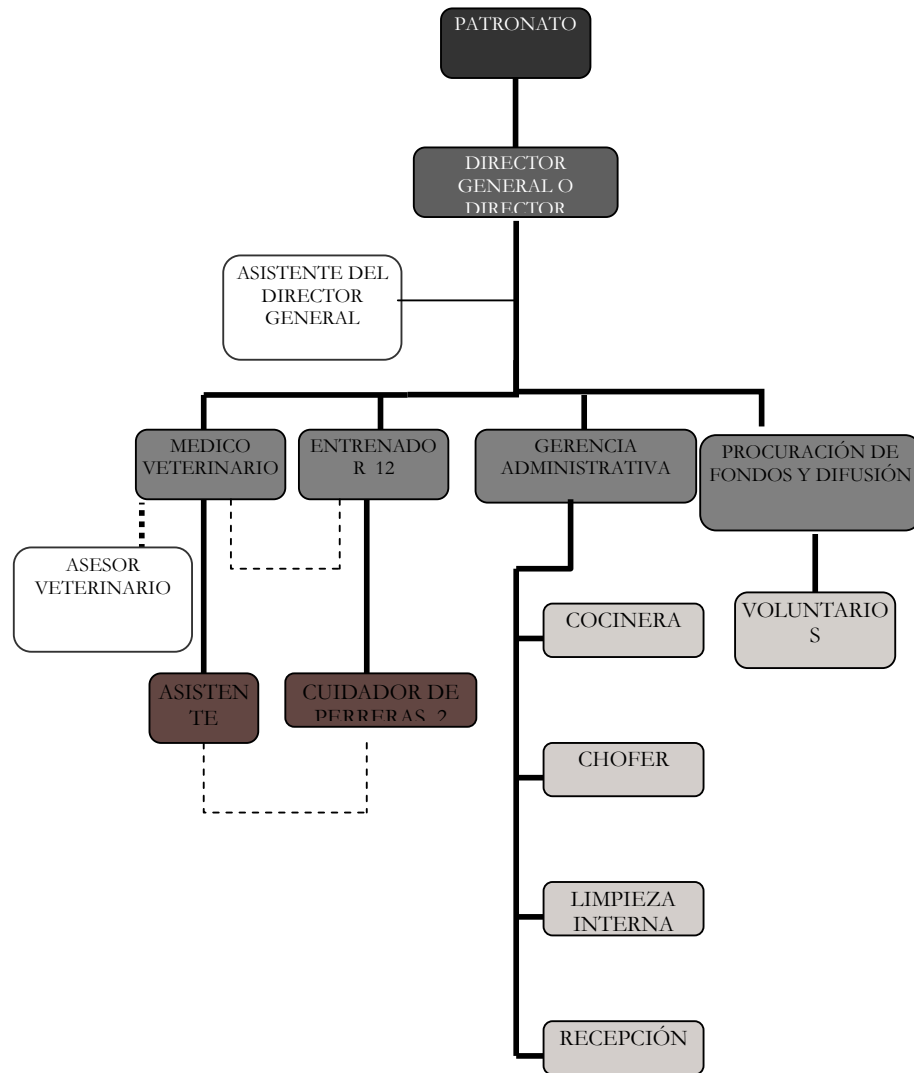 PATRONATO
DIRECTOR
GENERAL O
DIRECTOR
ASISTENTE DEL
DIRECTOR
GENERAL
MEDICO
VETERINARIO
ENTRENADO
R 12
GERENCIA
ADMINISTRATIVA
PROCURACIÓN DE
FONDOS Y DIFUSIÓN
ASESOR
VETERINARIO
COCINERA
VOLUNTARIO
S
ASISTEN
TE
CUIDADOR DE
PERRERAS 2
CHOFER
LIMPIEZA
INTERNA
RECEPCIÓN